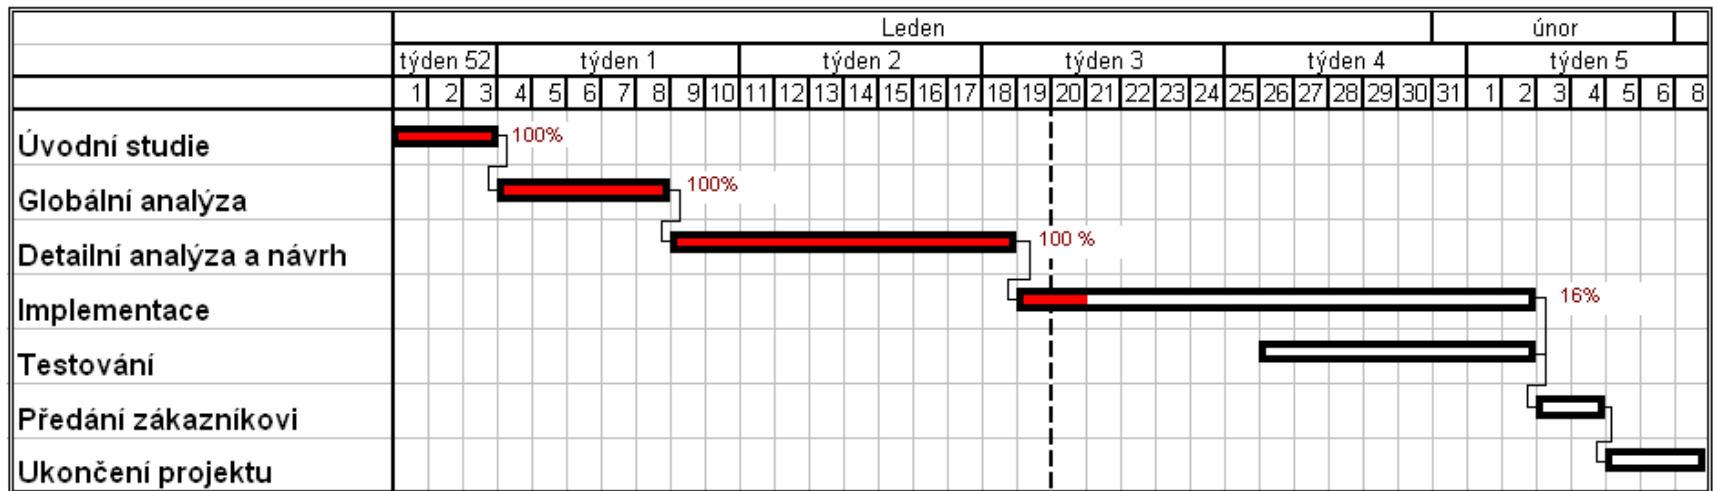 Leden únor
týden 52 týden 1 týden 2 týden 3 týden 4 týden 5
1 2 3 4 5 6 7 8 9 10 11 12 13 14 15 16 17 18 19 20 21 22 23 24 25 26 27 28 29 30 31 1 2 3 4 5 6 8
Úvodní studie 100%
Globální analýza 100%
Detailní analýza a návrh 100 %
Implementace 16%
Testování
Předání zákazníkovi
Ukončení projektu